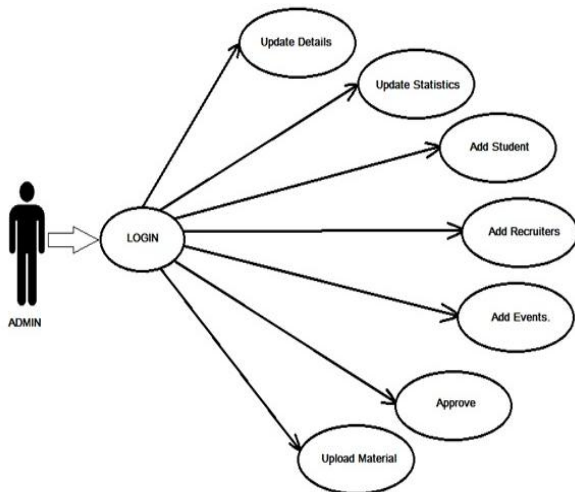 Update Details
Update Statistics
Add Student
Add Recruiters
LOGIN
Add Events.
ADMIN
Approve
Upload Material